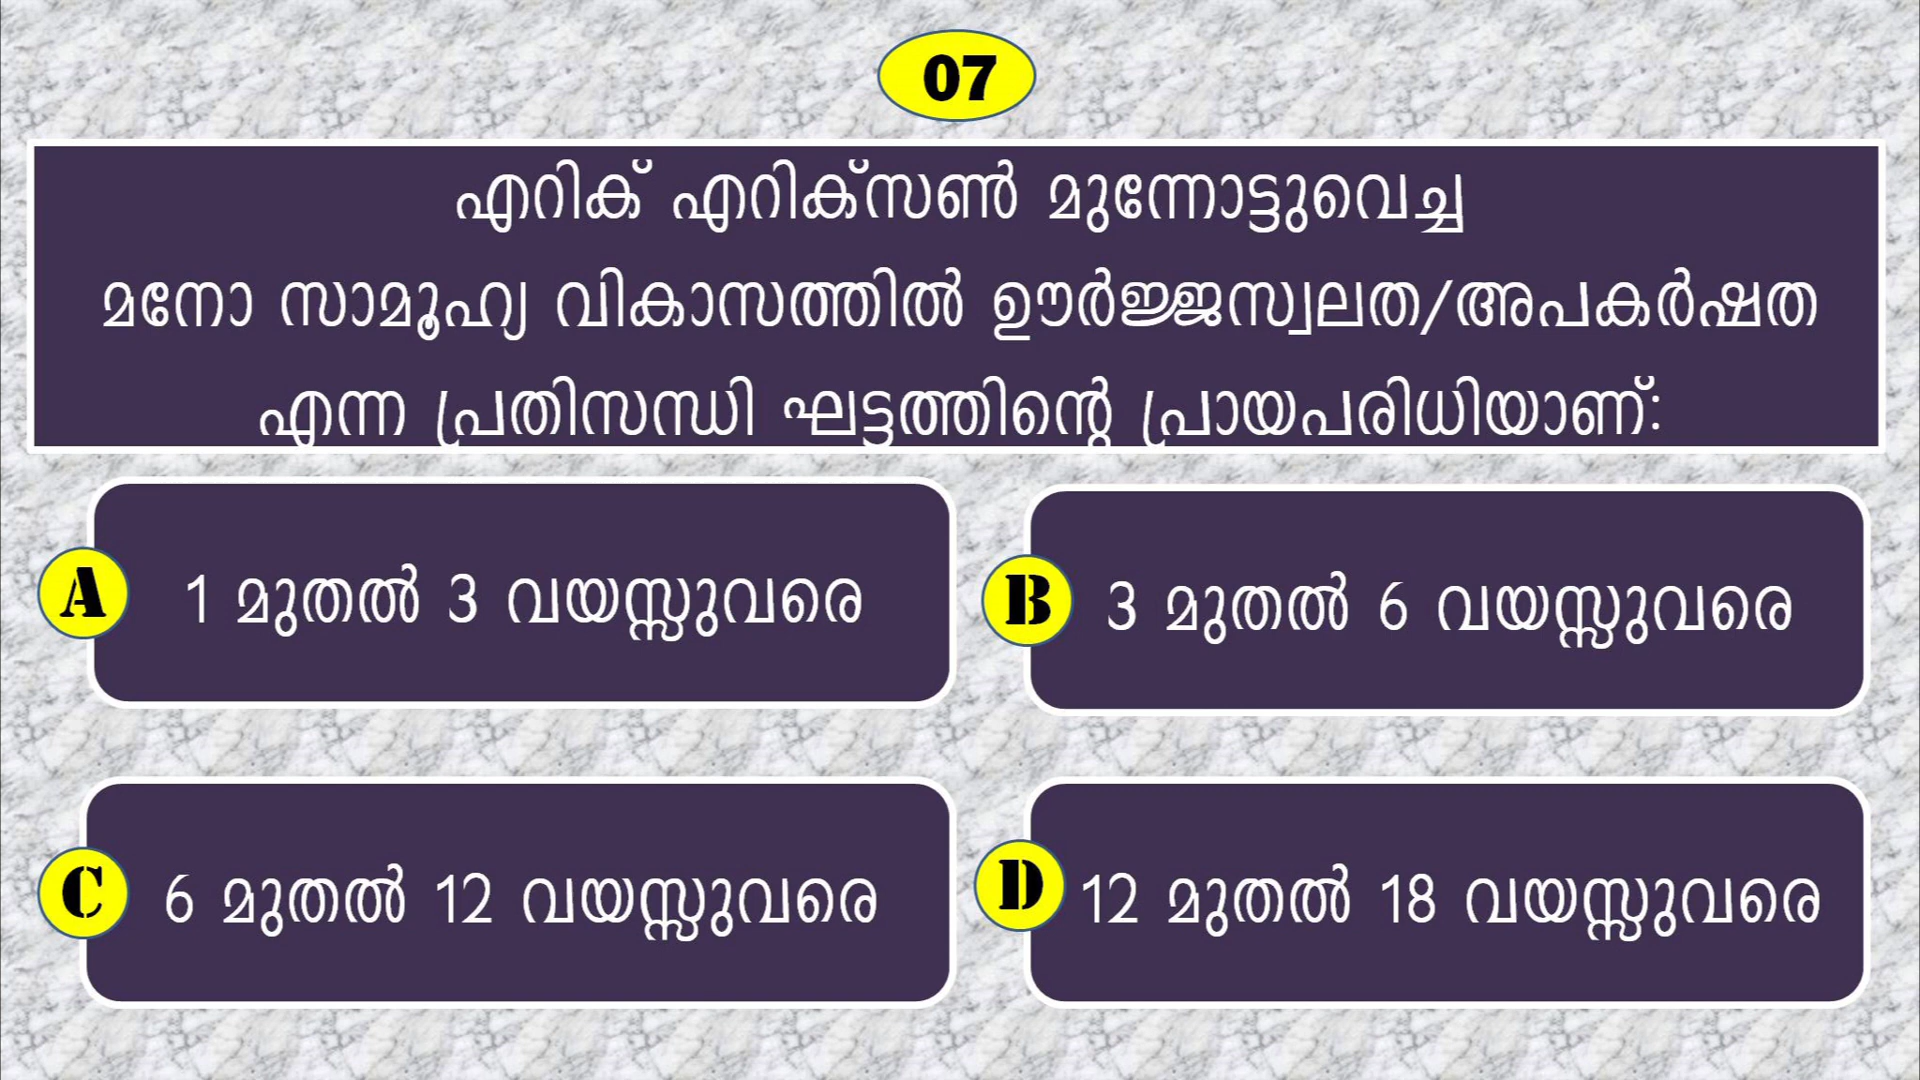 07
എറിക് എറിക്സൺ മുന്നോട്ടുവെച്ച
മനോ സാമൂഹ്യ വികാസത്തിൽ ഊർജ്ജസ്വലത/അപകർഷത
എന്ന പ്രതിസന്ധി ഘട്ടത്തിന്റെ പ്രായപരിധിയാണ്:
A 1 മുതൽ 3 വയസ്സുവരെ
B 3 മുതൽ 6 വയസ്സുവരെ
C 6 മുതൽ 12 വയസ്സുവരെ
D 12 മുതൽ 18 വയസ്സുവരെ